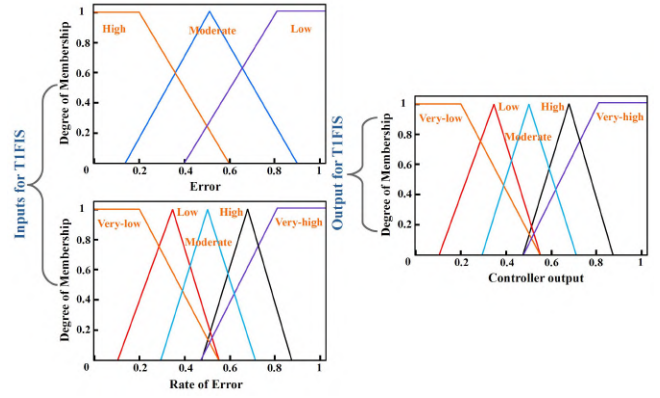 Inputs for T1FIS
Degree of Membership
1
0.8
0.6
0.4
0.2
High
Moderate
Low
0
0.2
0.4
0.6
0.8
1
Error
Degree of Membership
1
0.8
0.6
0.4
0.2
Very-low
Low
Moderate
High
Very-high
0
0.2
0.4
0.6
0.8
1
Rate of Error
Output for T1FIS
Degree of Membership
1
0.8
0.6
0.4
0.2
Very-low
Low
Moderate
High
Very-high
0.2
0.4
0.6
0.8
1
Controller output